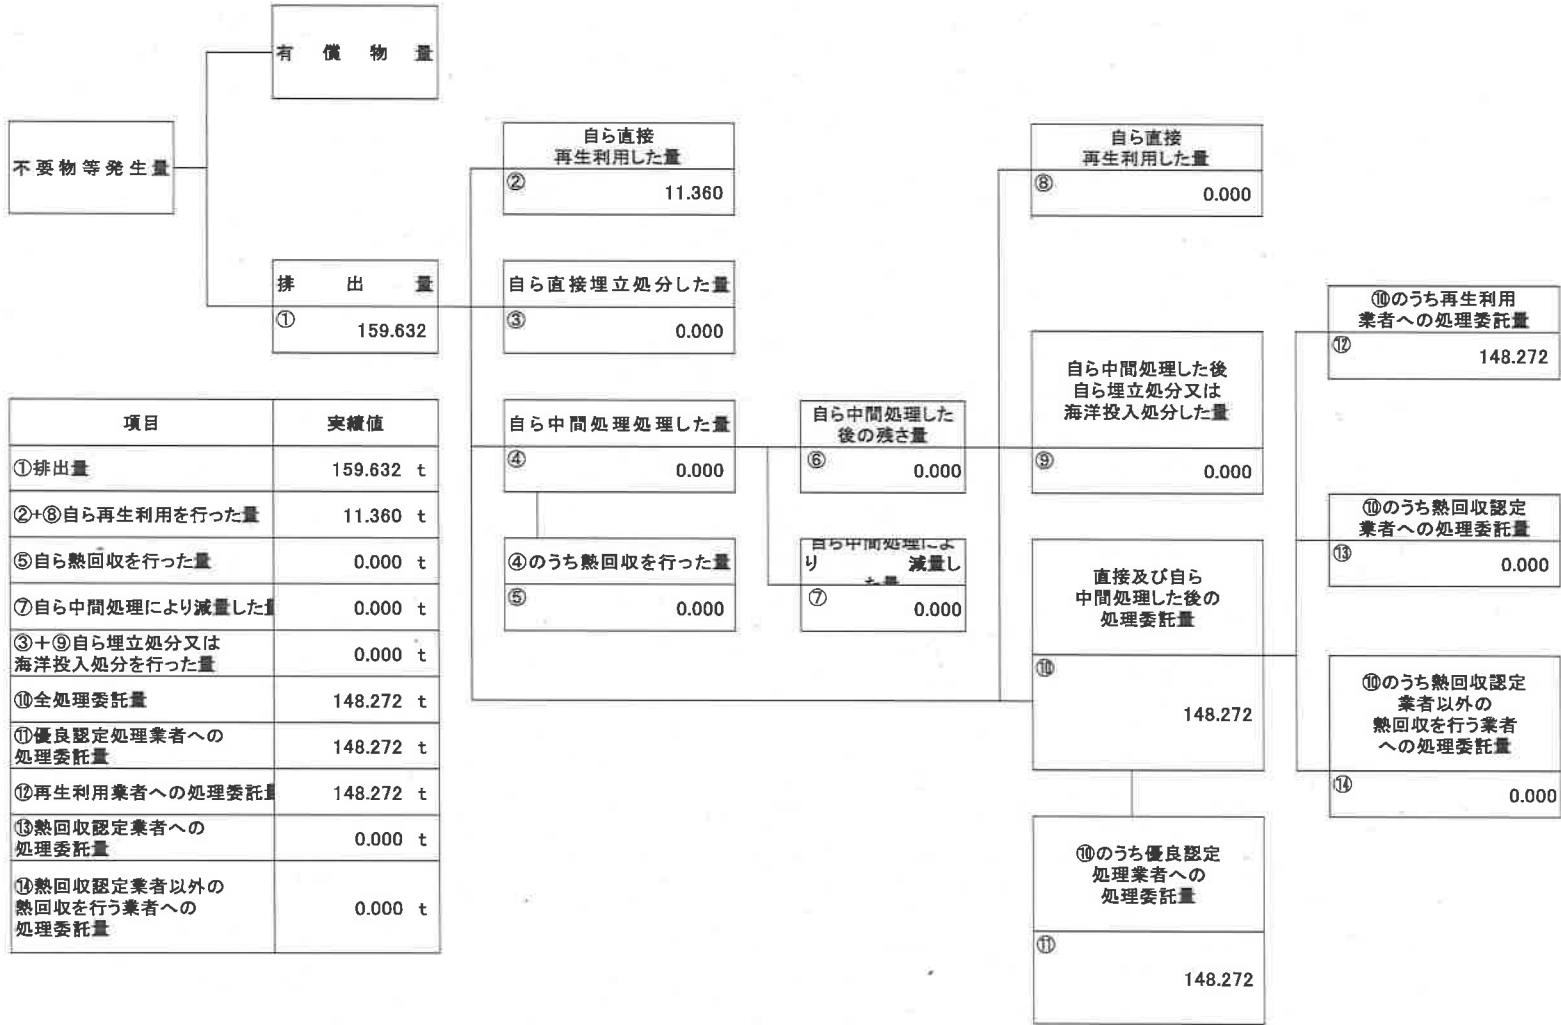 有償物量
不要物等発生量
排出量
① 159.632
自ら直接
再生利用した量
② 11.360
自ら直接埋立処分した量
③ 0.000
自ら中間処理処理した量
④ 0.000
④のうち熱回収を行った量
⑤ 0.000
自ら中間処理した
後の残さ量
⑥ 0.000
自ら中間処理によ
り 減量し
た量
⑦ 0.000
自ら直接
再生利用した量
⑧ 0.000
自ら中間処理した後
自ら埋立処分又は
海洋投入処分した量
⑨ 0.000
直接及び自ら
中間処理した後の
処理委託量
⑩
148.272
⑩のうち優良認定
処理業者への
処理委託量
⑪
148.272
⑩のうち再生利用
業者への処理委託量
⑫ 148.272
⑩のうち熱回収認定
業者への処理委託量
⑬ 0.000
⑩のうち熱回収認定
業者以外の
熱回収を行う業者
への処理委託量
⑭ 0.000
項目 実績値
①排出量 159.632 t
②+⑧自ら再生利用を行った量 11.360 t
⑤自ら熱回収を行った量 0.000 t
⑦自ら中間処理により減量した量 0.000 t
③+⑨自ら埋立処分又は
海洋投入処分を行った量 0.000 t
⑩全処理委託量 148.272 t
⑪優良認定処理業者への
処理委託量 148.272 t
⑫再生利用業者への処理委託量 148.272 t
⑬熱回収認定業者への
処理委託量 0.000 t
⑭熱回収認定業者以外の
熱回収を行う業者への
処理委託量 0.000 t